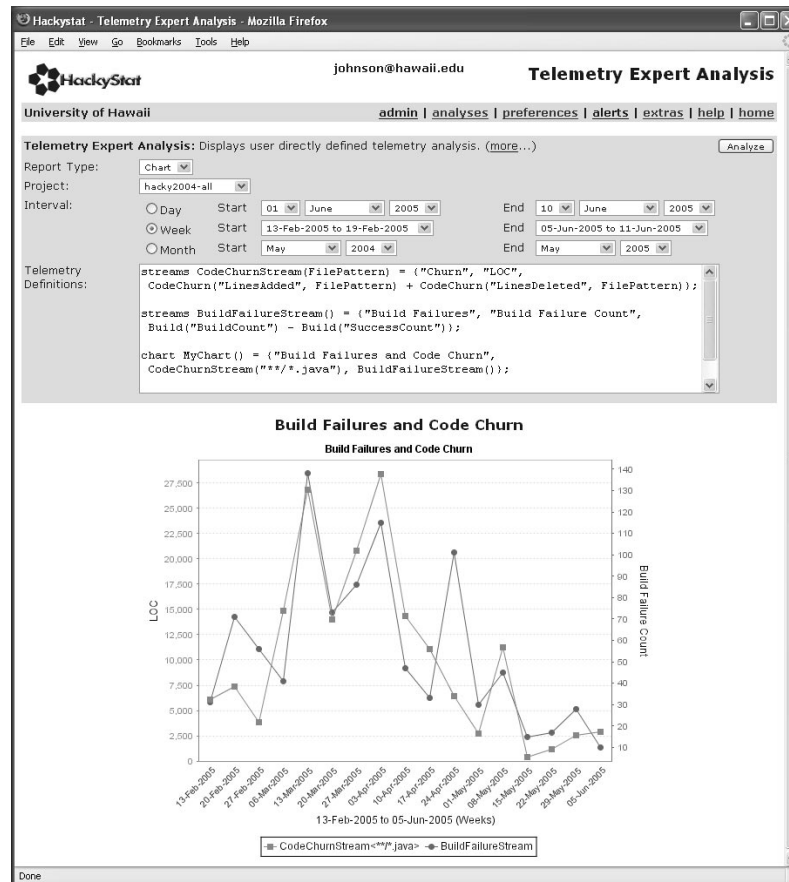 Hackystat - Telemetry Expert Analysis - Mozilla Firefox
File Edit View Go Bookmarks Tools Help
HackyStat
johnson@hawaii.edu
Telemetry Expert Analysis
University of Hawaii
admin | analyses | preferences | alerts | extras | help | home
Telemetry Expert Analysis: Displays user directly defined telemetry analysis. (more...)
Analyze
Report Type: Chart
Project: hacky2004-all
Interval: Day Start 01 June 2005 End 10 June 2005
Week Start 13-Feb-2005 to 19-Feb-2005 End 05-Jun-2005 to 11-Jun-2005
Month Start May 2004 End May 2005
Telemetry
Definitions:
streams CodeChurnStream(FilePattern) = {"Churn", "LOC",
CodeChurn("LinesAdded", FilePattern) + CodeChurn("LinesDeleted", FilePattern)};
streams BuildFailureStream() = {"Build Failures", "Build Failure Count",
Build("BuildCount") - Build("SuccessCount")};
chart MyChart() = {"Build Failures and Code Churn",
CodeChurnStream("**/*.java"), BuildFailureStream()};
Build Failures and Code Churn
Build Failures and Code Churn
27,500
25,000
22,500
20,000
17,500
15,000
12,500
10,000
7,500
5,000
2,500
0
LOC
140
130
120
110
100
90
80
70
60
50
40
30
20
10
Build Failure Count
13-Feb-2005
20-Feb-2005
27-Feb-2005
06-Mar-2005
13-Mar-2005
20-Mar-2005
27-Mar-2005
03-Apr-2005
10-Apr-2005
17-Apr-2005
24-Apr-2005
01-May-2005
08-May-2005
15-May-2005
22-May-2005
29-May-2005
05-Jun-2005
13-Feb-2005 to 05-Jun-2005 (Weeks)
CodeChurnStream<**/*.java> BuildFailureStream
Done